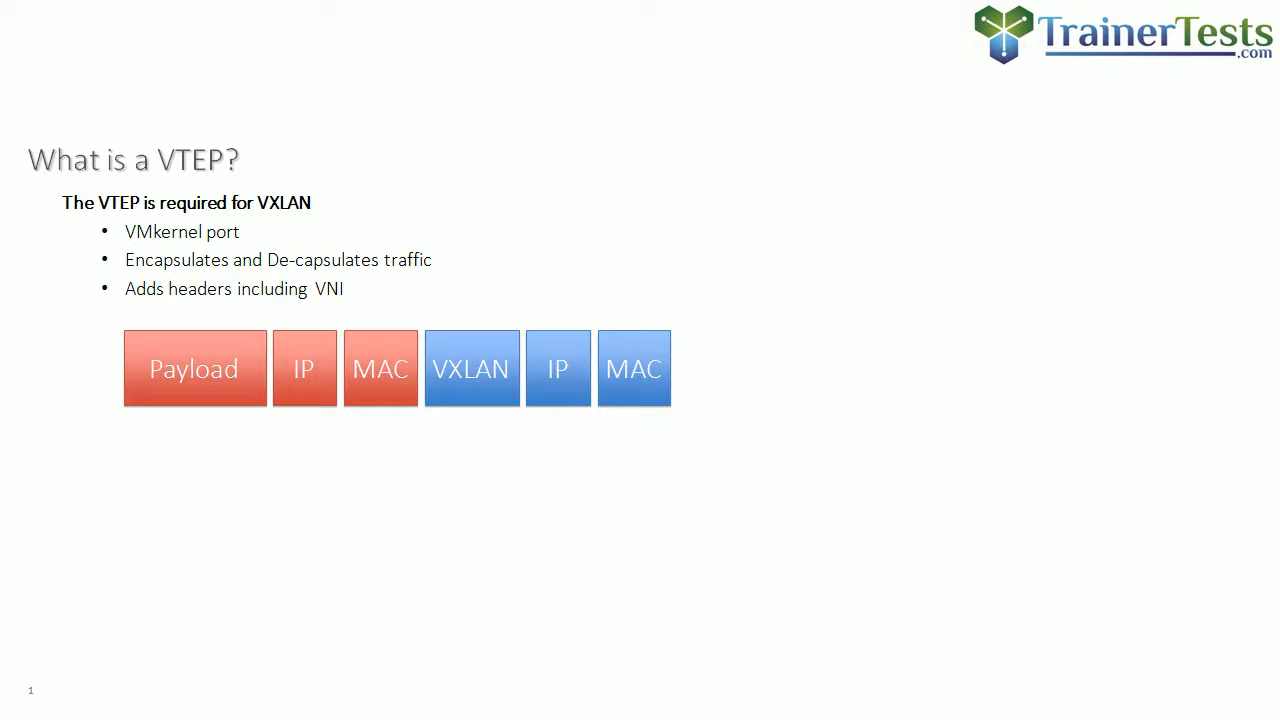 TrainerTests
.com
What is a VTEP?
The VTEP is required for VXLAN
• VMkernel port
• Encapsulates and De-capsulates traffic
• Adds headers including VNI
Payload IP MAC VXLAN IP MAC
1